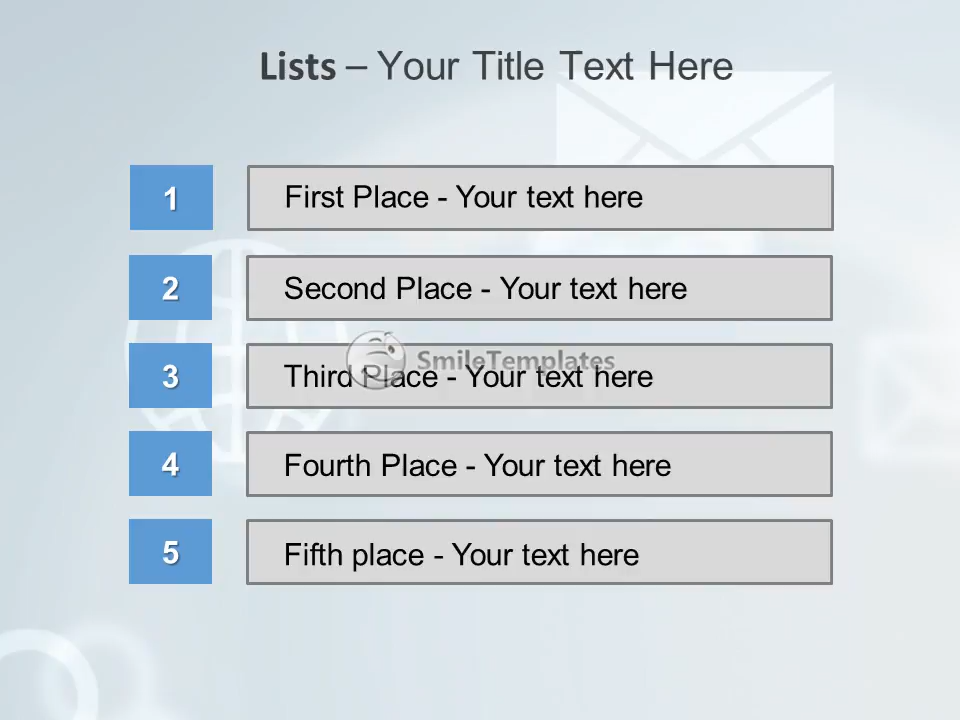 Lists – Your Title Text Here
1 First Place - Your text here
2 Second Place - Your text here
SmileTemplates
3 Third Place - Your text here
4 Fourth Place - Your text here
5 Fifth place - Your text here